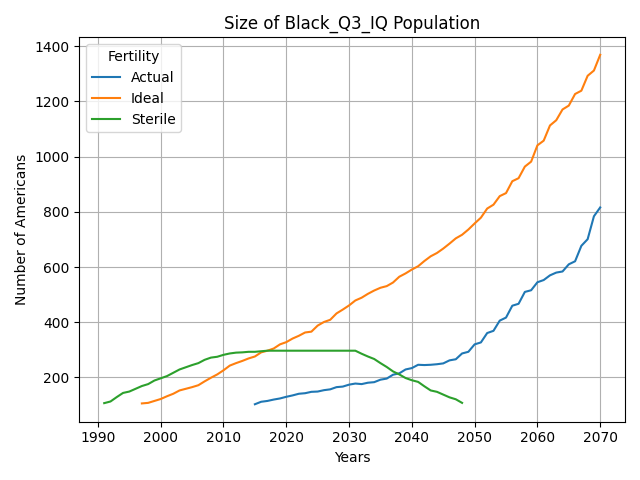 Size of Black_Q3_IQ Population
Number of Americans
1400
1200
1000
800
600
400
200
Fertility
Actual
Ideal
Sterile
1990 2000 2010 2020 2030 2040 2050 2060 2070
Years